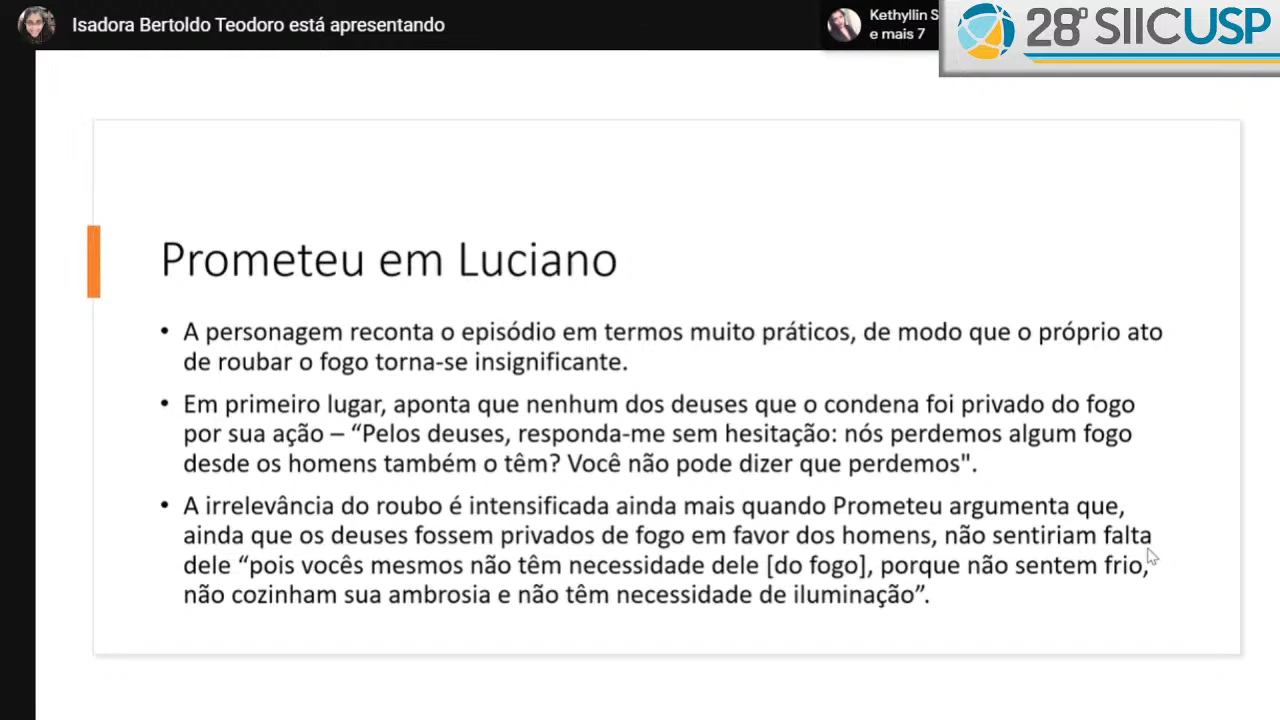 Isadora Bertoldo Teodoro está apresentando
Kethyllin S
e mais 7
28º SIICUSP
Prometeu em Luciano
• A personagem reconta o episódio em termos muito práticos, de modo que o próprio ato
de roubar o fogo torna-se insignificante.
• Em primeiro lugar, aponta que nenhum dos deuses que o condena foi privado do fogo
por sua ação – “Pelos deuses, responda-me sem hesitação: nós perdemos algum fogo
desde os homens também o têm? Você não pode dizer que perdemos".
• A irrelevância do roubo é intensificada ainda mais quando Prometeu argumenta que,
ainda que os deuses fossem privados de fogo em favor dos homens, não sentiriam falta
dele “pois vocês mesmos não têm necessidade dele [do fogo], porque não sentem frio,
não cozinham sua ambrosia e não têm necessidade de iluminação”.